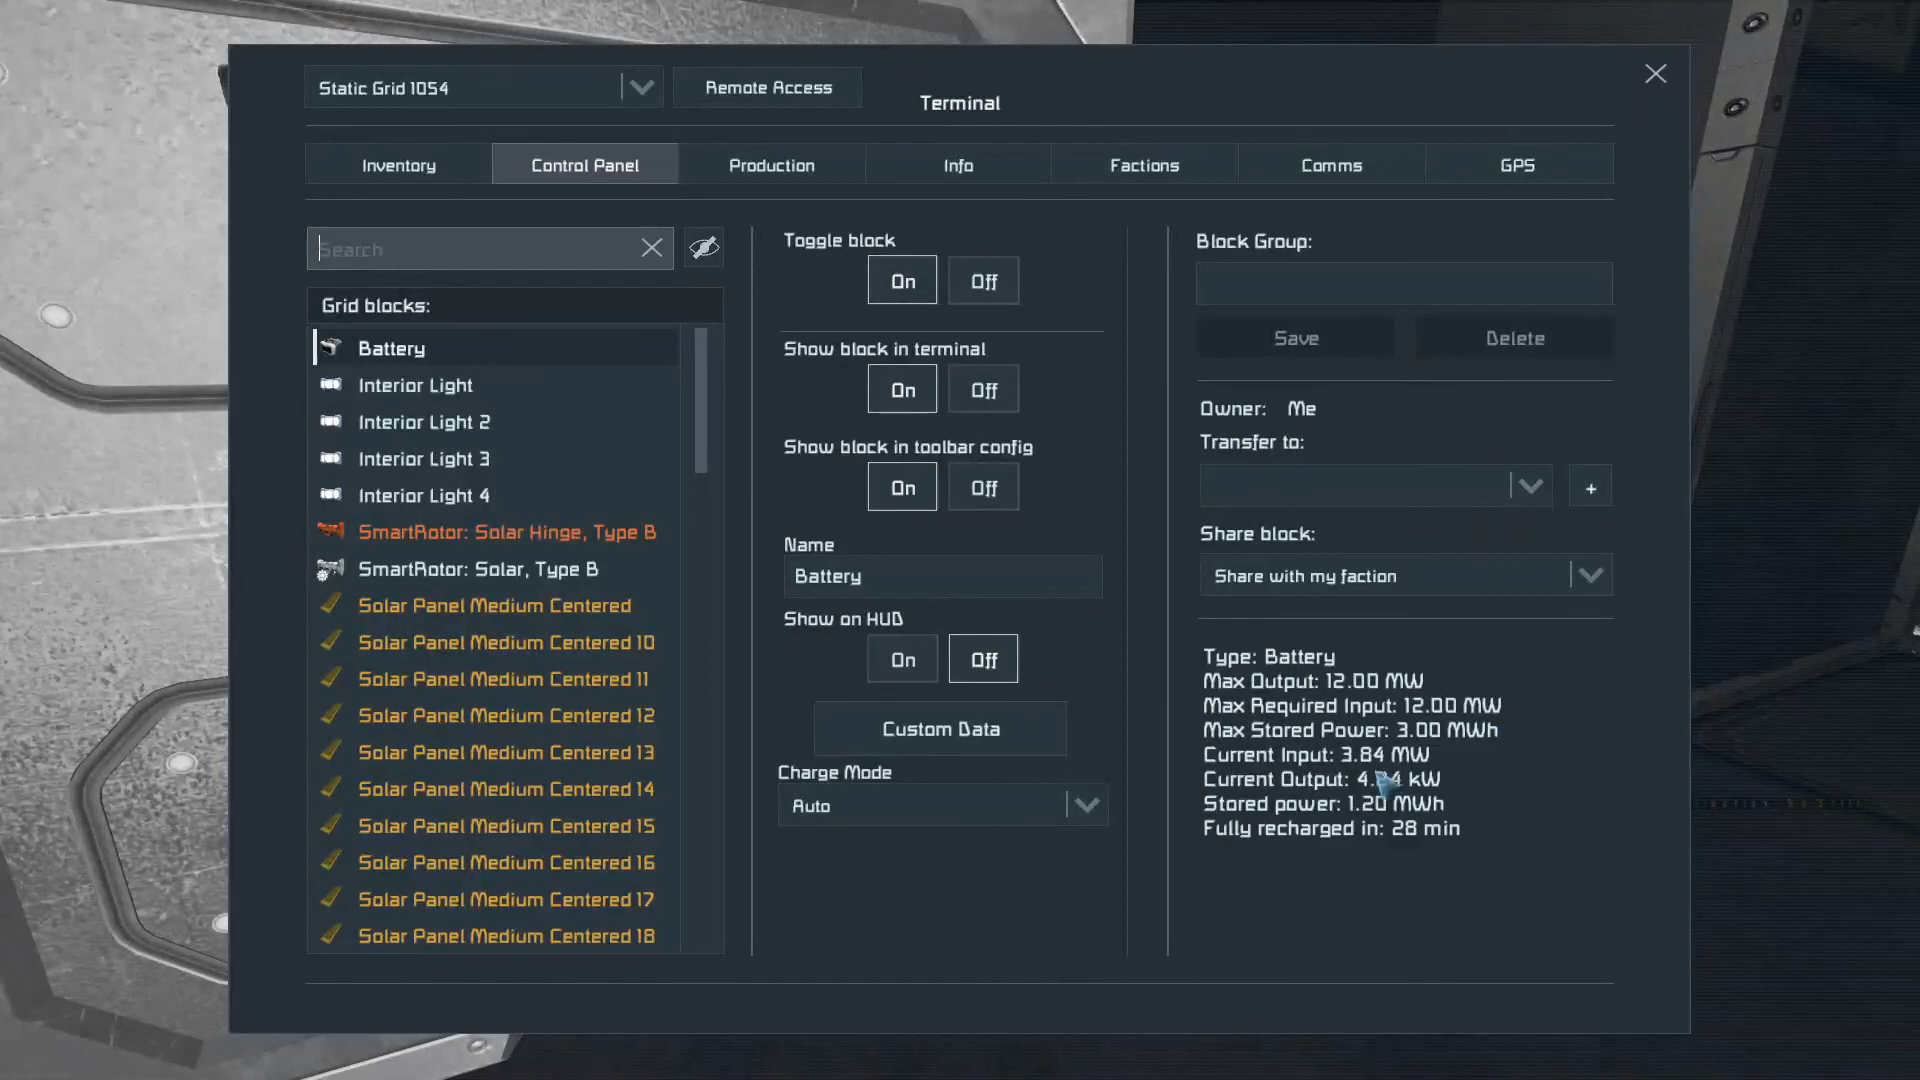 Static Grid 1054
Remote Access
Terminal
Inventory
Control Panel
Production
Info
Factions
Comms
GPS
Search
Grid blocks:
Battery
Interior Light
Interior Light 2
Interior Light 3
Interior Light 4
SmartRotor: Solar Hinge, Type B
SmartRotor: Solar, Type B
Solar Panel Medium Centered
Solar Panel Medium Centered 10
Solar Panel Medium Centered 11
Solar Panel Medium Centered 12
Solar Panel Medium Centered 13
Solar Panel Medium Centered 14
Solar Panel Medium Centered 15
Solar Panel Medium Centered 16
Solar Panel Medium Centered 17
Solar Panel Medium Centered 18
Toggle block
On Off
Show block in terminal
On Off
Show block in toolbar config
On Off
Name
Battery
Show on HUD
On Off
Custom Data
Charge Mode
Auto
Block Group:
Save Delete
Owner: Me
Transfer to:
+
Share block:
Share with my faction
Type: Battery
Max Output: 12.00 MW
Max Required Input: 12.00 MW
Max Stored Power: 3.00 MWh
Current Input: 3.84 MW
Current Output: kW
Stored power: 1.20 MWh
Fully recharged in: 28 min